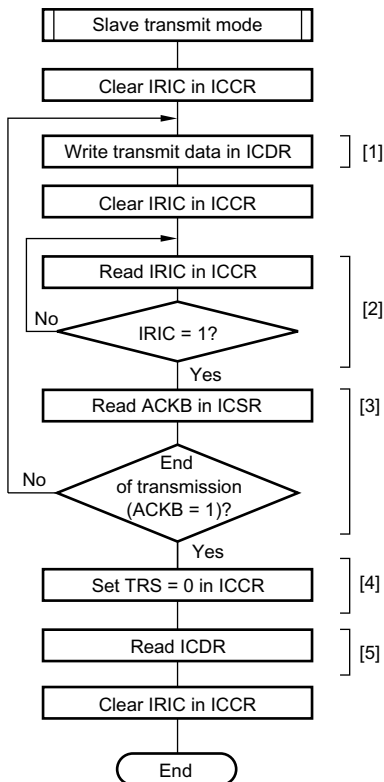 Slave transmit mode
Clear IRIC in ICCR
Write transmit data in ICDR
[1]
Clear IRIC in ICCR
Read IRIC in ICCR
[2]
No
IRIC = 1?
Yes
Read ACKB in ICSR
[3]
No
End
of transmission
(ACKB = 1)?
Yes
Set TRS = 0 in ICCR
[4]
Read ICDR
[5]
Clear IRIC in ICCR
End